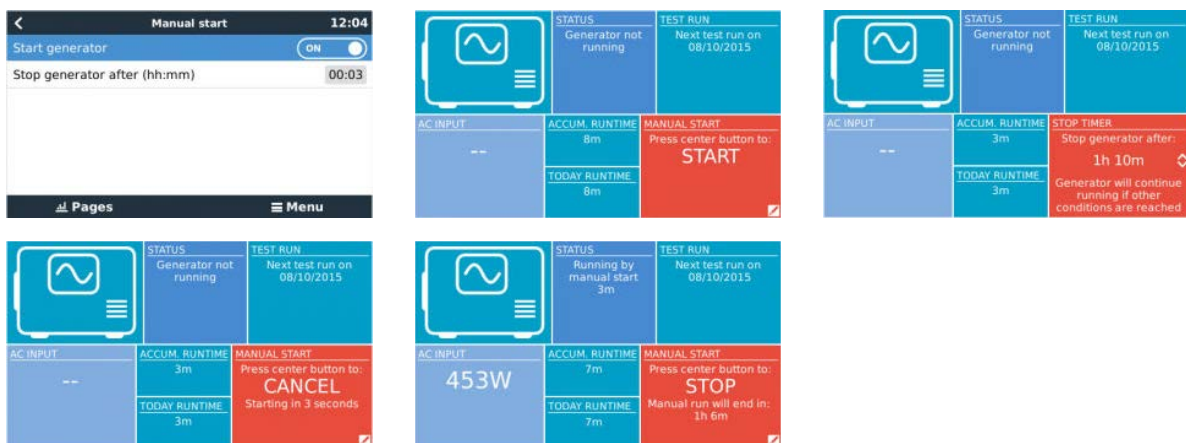 Manual start 12:04
Start generator ON
Stop generator after (hh:mm) 00:03
Pages Menu
STATUS
Generator not
running
TEST RUN
Next test run on
08/10/2015
AC INPUT
--
ACCUM. RUNTIME
8m
TODAY RUNTIME
8m
MANUAL START
Press center button to:
START
STATUS
Generator not
running
TEST RUN
Next test run on
08/10/2015
AC INPUT
--
ACCUM. RUNTIME
3m
TODAY RUNTIME
3m
STOP TIMER
Stop generator after:
1h 10m
Generator will continue
running if other
conditions are reached
STATUS
Generator not
running
TEST RUN
Next test run on
08/10/2015
AC INPUT
--
ACCUM. RUNTIME
3m
TODAY RUNTIME
3m
MANUAL START
Press center button to:
CANCEL
Starting in 3 seconds
STATUS
Running by
manual start
3m
TEST RUN
Next test run on
08/10/2015
AC INPUT
453W
ACCUM. RUNTIME
7m
TODAY RUNTIME
7m
MANUAL START
Press center button to:
STOP
Manual run will end in:
1h 6m